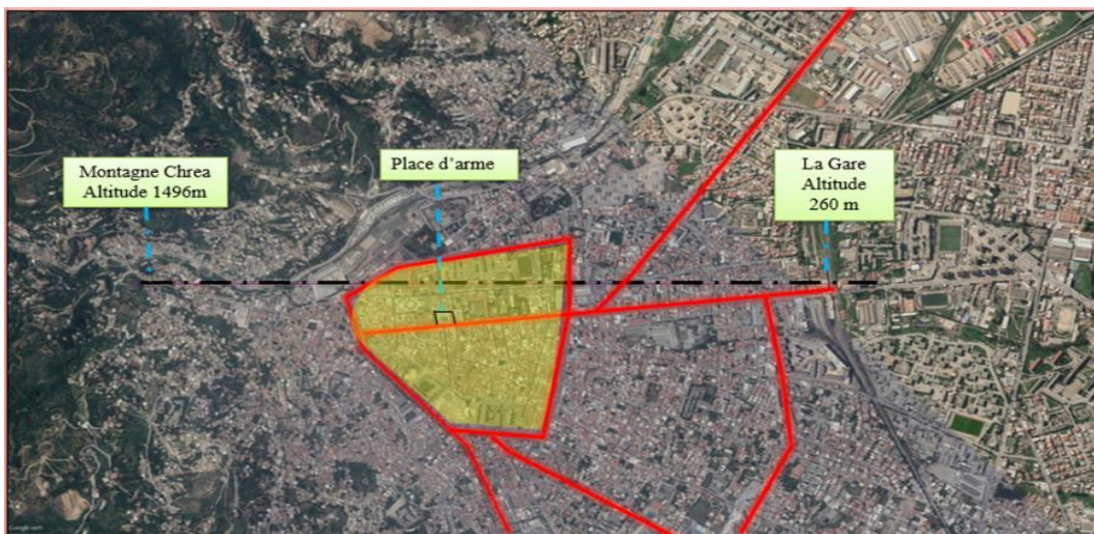 Montagne Chrea
Altitude 1496m
Place d'arme
La Gare
Altitude
260 m